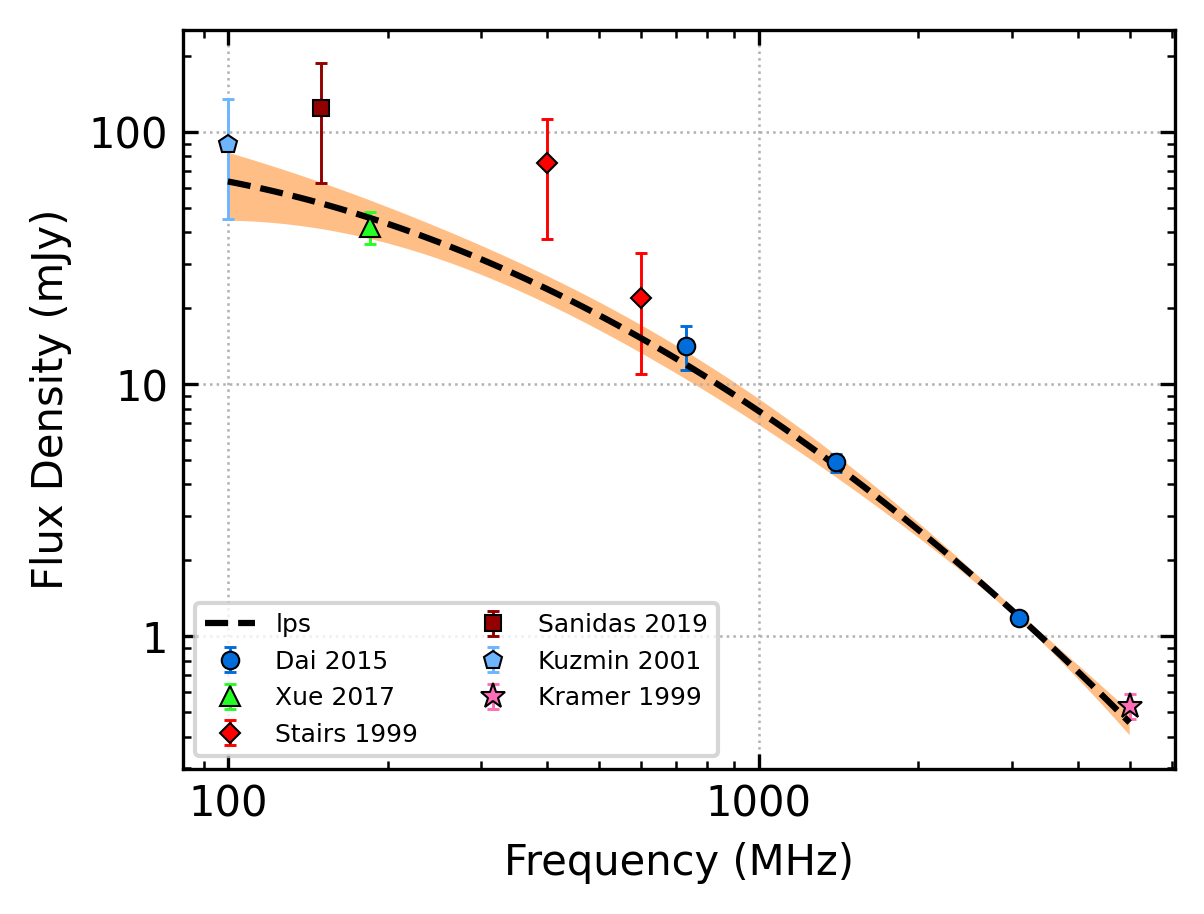 Flux Density (mJy)
100
10
1
lps
Dai 2015
Xue 2017
Stairs 1999
Sanidas 2019
Kuzmin 2001
Kramer 1999
100
1000
Frequency (MHz)